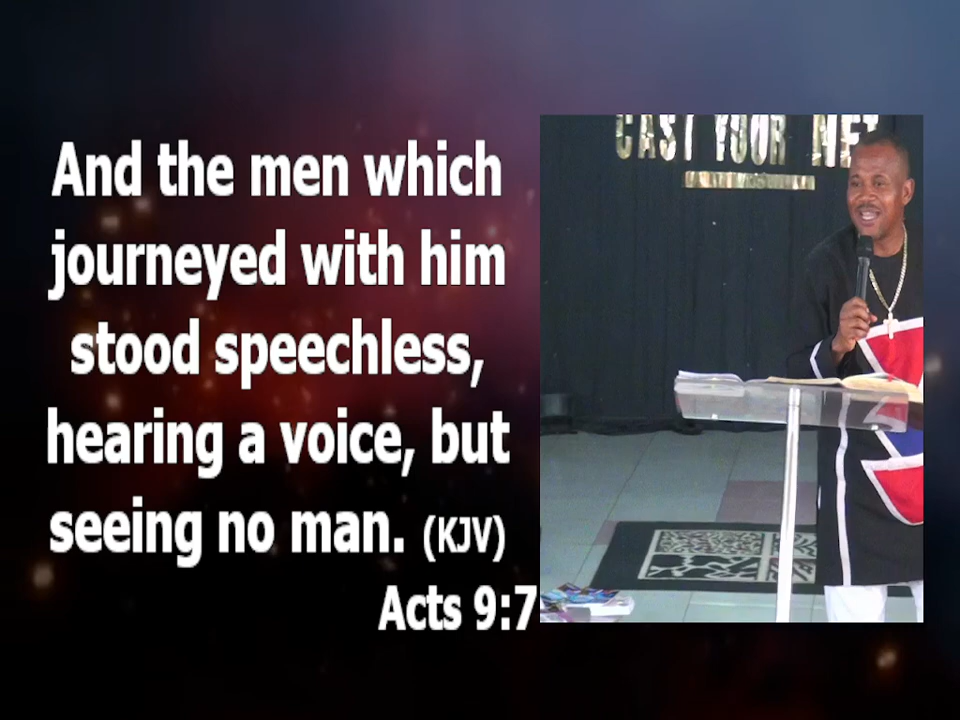 And the men which
journeyed with him
stood speechless,
hearing a voice, but
seeing no man. (KJV)
Acts 9:7
CAST YOUR NET